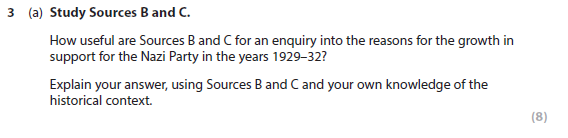 3 (a) Study Sources B and C.
How useful are Sources B and C for an enquiry into the reasons for the growth in
support for the Nazi Party in the years 1929–32?
Explain your answer, using Sources B and C and your own knowledge of the
historical context.
(8)